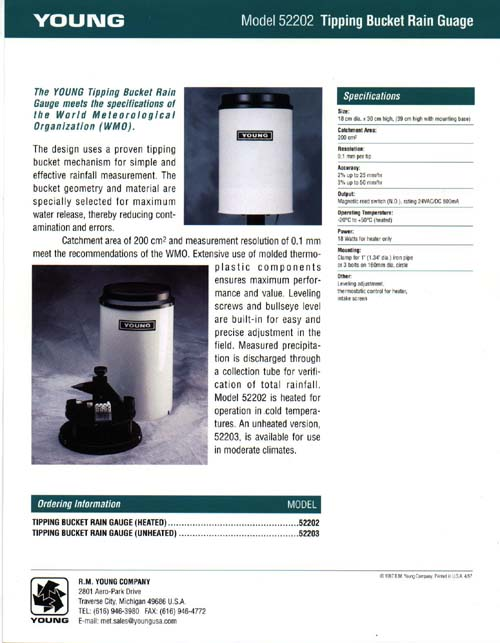 YOUNG Model 52202 Tipping Bucket Rain Guage
The YOUNG Tipping Bucket Rain
Gauge meets the specifications of
the World Meteorological
Organization (WMO).
The design uses a proven tipping
bucket mechanism for simple and
effective rainfall measurement. The
bucket geometry and material are
specially selected for maximum
water release, thereby reducing cont-
amination and errors.
Catchment area of 200 cm² and measurement resolution of 0.1 mm
meet the recommendations of the WMO. Extensive use of molded thermo-
plastic components
ensures maximum perfor-
mance and value. Leveling
screws and bullseye level
are built-in for easy and
precise adjustment in the
field. Measured precipita-
tion is discharged through
a collection tube for verifi-
cation of total rainfall.
Model 52202 is heated for
operation in cold tempera-
tures. An unheated version,
52203, is available for use
in moderate climates.
YOUNG
YOUNG
Specifications
Size:
18 cm dia. x 30 cm high, (39 cm high with mounting base)
Catchment Area:
200 cm²
Resolution:
0.1 mm per tip
Accuracy:
2% up to 25 mm/hr
3% up to 50 mm/hr
Output:
Magnetic reed switch (N.O.), rating 24VAC/DC 500mA
Operating Temperature:
-20°C to +50°C (heated)
Power:
18 Watts for heater only
Mounting:
Clamp for 1" (1.34" dia.) iron pipe
or 3 bolts on 160mm dia. circle
Other:
Leveling adjustment,
thermostatic control for heater,
intake screen
Ordering Information MODEL
TIPPING BUCKET RAIN GAUGE (HEATED) ....................................................52202
TIPPING BUCKET RAIN GAUGE (UNHEATED) ..............................................52203
© 1997 R.M. Young Company Printed in U.S.A. 4/97
YOUNG
R.M. YOUNG COMPANY
2801 Aero-Park Drive
Traverse City, Michigan 49686 U.S.A.
TEL: (616) 946-3980 FAX: (616) 946-4772
E-mail: met.sales@youngusa.com